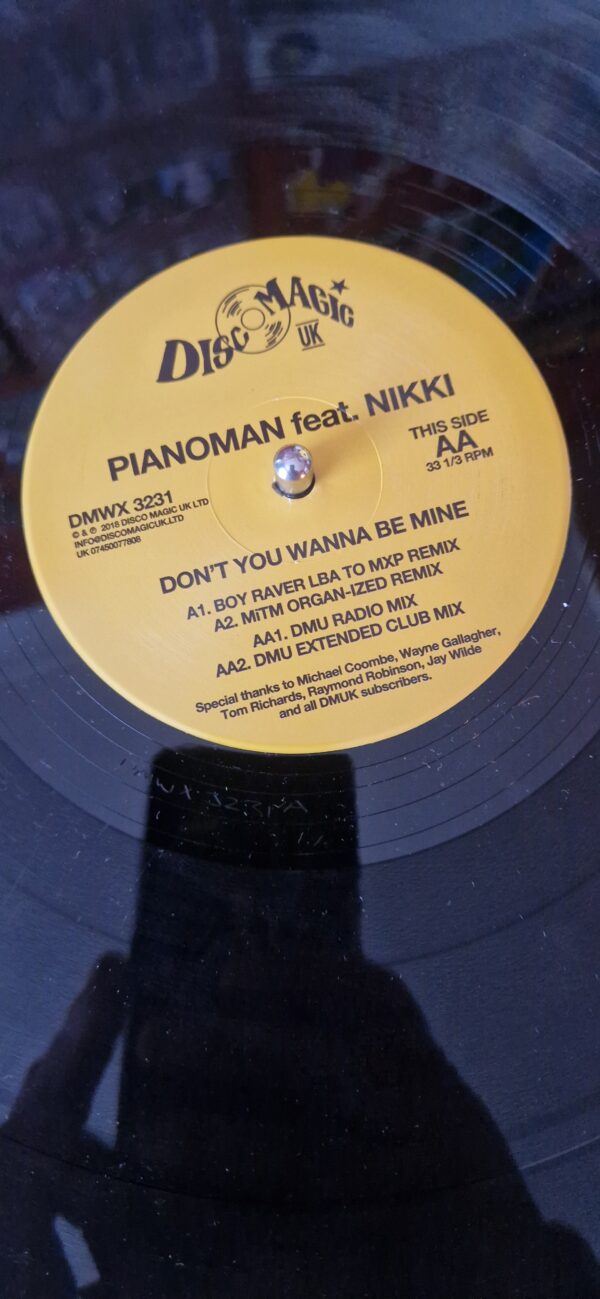 DISCO MAGIC
UK
PIANOMAN feat. NIKKI
THIS SIDE
AA
33 1/3 RPM
DMWX 3231
© & ℗ 2018 DISCO MAGIC UK LTD
INFO@DISCOMAGICUK.LTD
UK 07450077808
DON'T YOU WANNA BE MINE
A1. BOY RAVER LBA TO MXP REMIX
A2. MiTM ORGAN-IZED REMIX
AA1. DMU RADIO MIX
AA2. DMU EXTENDED CLUB MIX
Special thanks to Michael Coombe, Wayne Gallagher,
Tom Richards, Raymond Robinson, Jay Wilde
and all DMUK subscribers.